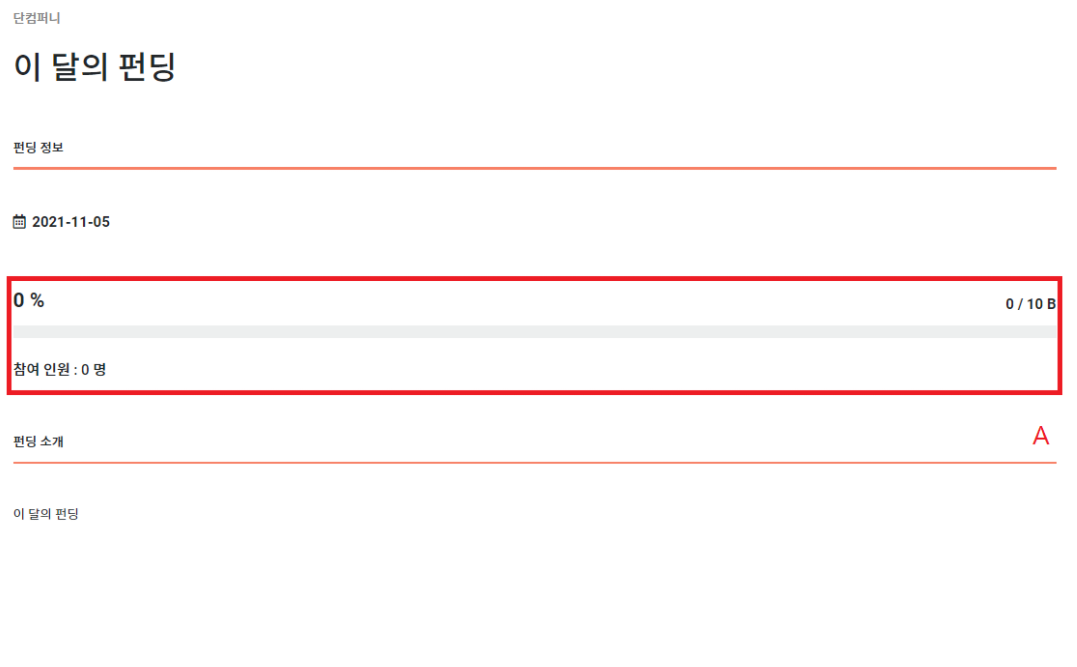 단컴퍼니
이 달의 펀딩
펀딩 정보
2021-11-05
0 %
0 / 10 B
참여 인원 : 0 명
펀딩 소개
A
이 달의 펀딩